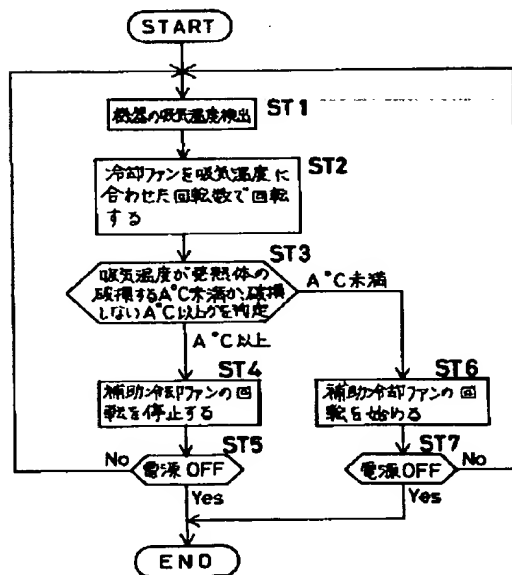 START
機器の吸気温度検出
ST1
冷却ファンを吸気温度に
合わせた回転数で回転
する
ST2
ST3
吸気温度が発熱体の
破損するA°C未満か、破損
しないA°C以上かを判定
A°C未満
A°C以上
ST4
補助冷却ファンの回
転を停止する
ST6
補助冷却ファンの回
転を始める
ST5
No
電源OFF
Yes
ST7
電源OFF
No
Yes
END